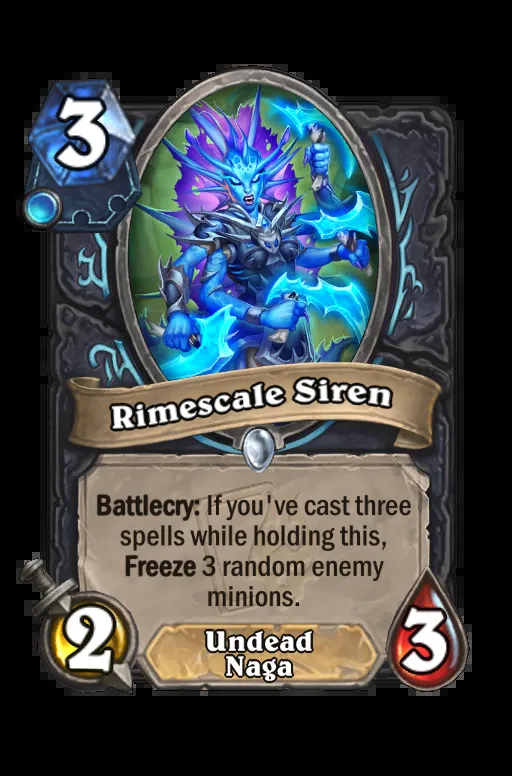 3
Rimescale Siren
Battlecry: If you've cast three
spells while holding this,
Freeze 3 random enemy
minions.
2
Undead
Naga
3